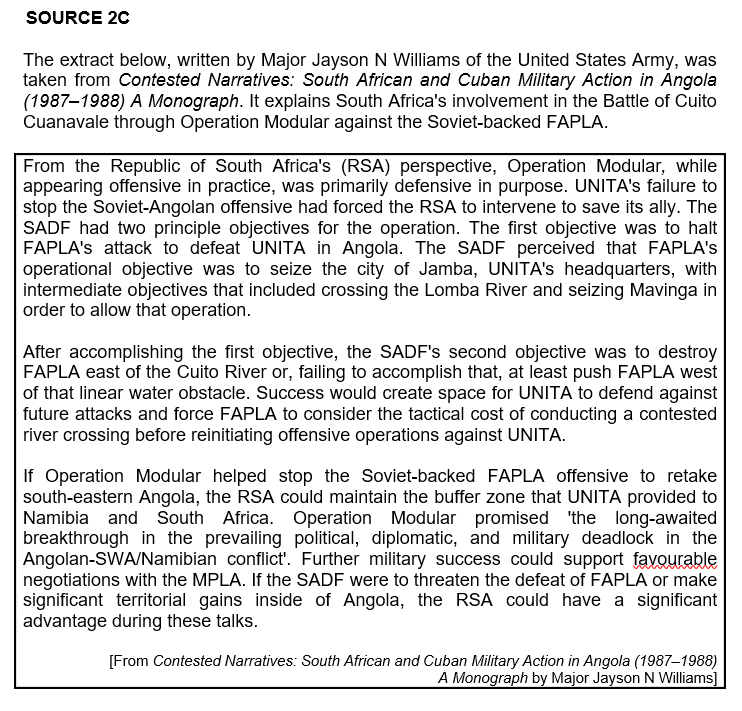 SOURCE 2C
The extract below, written by Major Jayson N Williams of the United States Army, was
taken from Contested Narratives: South African and Cuban Military Action in Angola
(1987–1988) A Monograph. It explains South Africa's involvement in the Battle of Cuito
Cuanavale through Operation Modular against the Soviet-backed FAPLA.
From the Republic of South Africa's (RSA) perspective, Operation Modular, while
appearing offensive in practice, was primarily defensive in purpose. UNITA's failure to
stop the Soviet-Angolan offensive had forced the RSA to intervene to save its ally. The
SADF had two principle objectives for the operation. The first objective was to halt
FAPLA's attack to defeat UNITA in Angola. The SADF perceived that FAPLA's
operational objective was to seize the city of Jamba, UNITA's headquarters, with
intermediate objectives that included crossing the Lomba River and seizing Mavinga in
order to allow that operation.
After accomplishing the first objective, the SADF's second objective was to destroy
FAPLA east of the Cuito River or, failing to accomplish that, at least push FAPLA west
of that linear water obstacle. Success would create space for UNITA to defend against
future attacks and force FAPLA to consider the tactical cost of conducting a contested
river crossing before reinitiating offensive operations against UNITA.
If Operation Modular helped stop the Soviet-backed FAPLA offensive to retake
south-eastern Angola, the RSA could maintain the buffer zone that UNITA provided to
Namibia and South Africa. Operation Modular promised 'the long-awaited
breakthrough in the prevailing political, diplomatic, and military deadlock in the
Angolan-SWA/Namibian conflict'. Further military success could support favourable
negotiations with the MPLA. If the SADF were to threaten the defeat of FAPLA or make
significant territorial gains inside of Angola, the RSA could have a significant
advantage during these talks.
[From Contested Narratives: South African and Cuban Military Action in Angola (1987–1988)
A Monograph by Major Jayson N Williams]